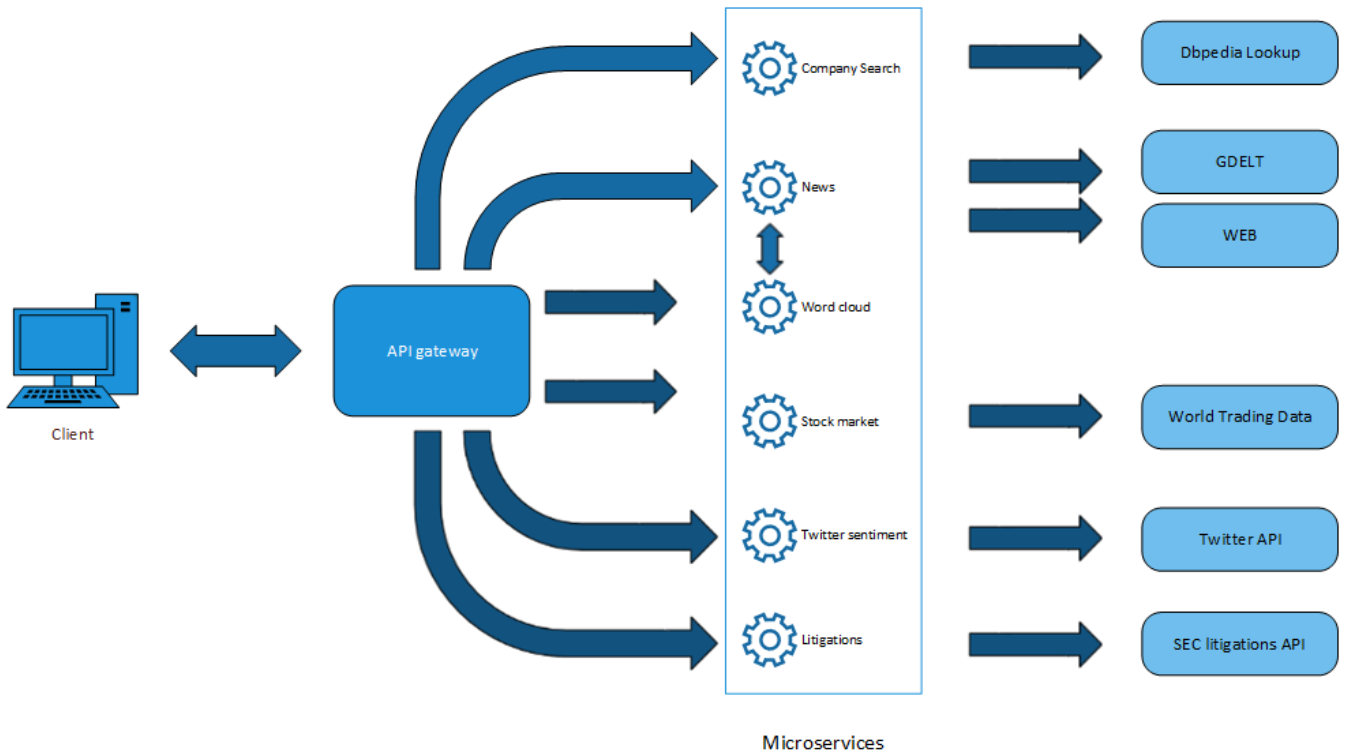 Company Search
Dbpedia Lookup
News
GDELT
WEB
Word cloud
API gateway
Client
Stock market
World Trading Data
Twitter sentiment
Twitter API
Litigations
SEC litigations API
Microservices